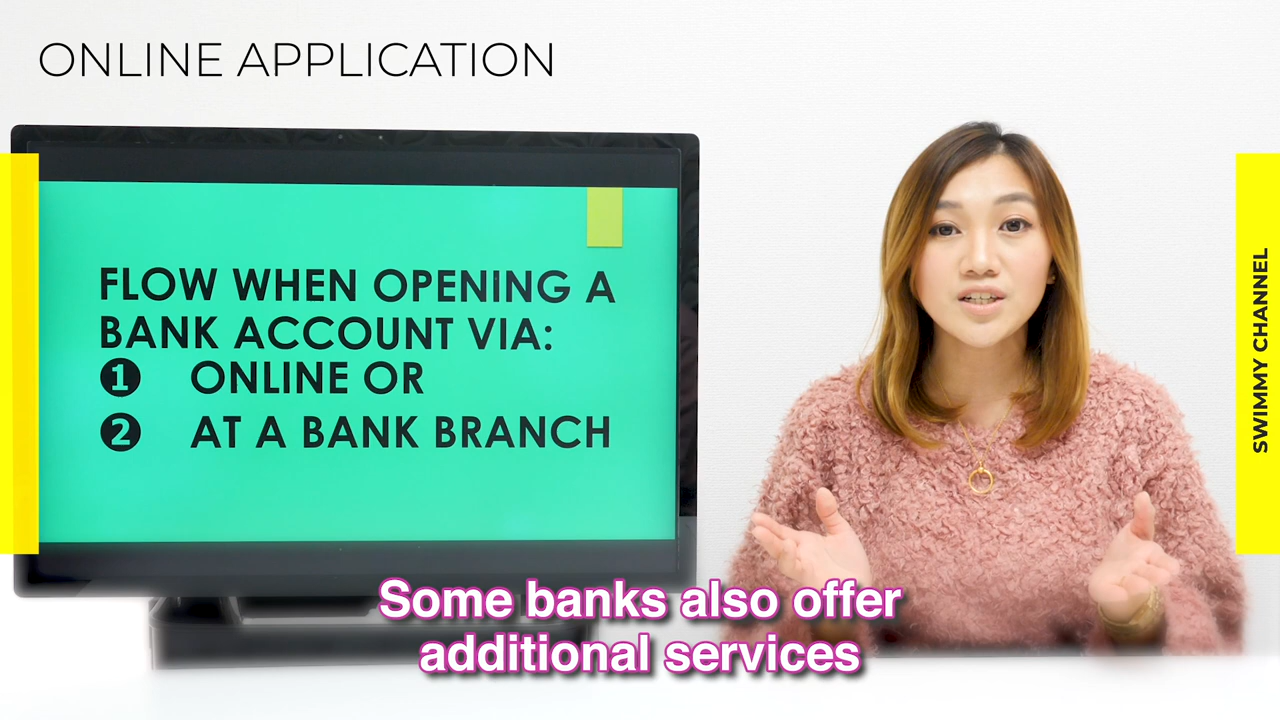 ONLINE APPLICATION
FLOW WHEN OPENING A
BANK ACCOUNT VIA:
❶ ONLINE OR
❷ AT A BANK BRANCH
SWIMMY CHANNEL
Some banks also offer
additional services